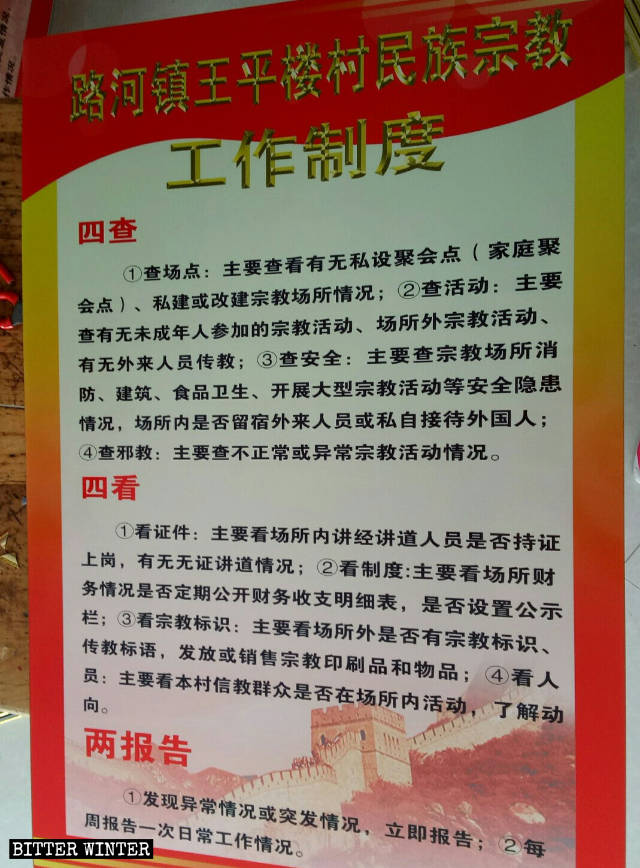 路河镇王平楼村民族宗教
工作制度
四查
①查场点：主要查看有无私设聚会点（家庭聚
会点）、私建或改建宗教场所情况；②查活动：主要
查有无未成年人参加的宗教活动、场所外宗教活动、
有无外来人员传教；③查安全：主要查宗教场所消
防、建筑、食品卫生、开展大型宗教活动等安全隐患
情况，场所内是否留宿外来人员或私自接待外国人；
④查邪教：主要查不正常或异常宗教活动情况。
四看
①看证件：主要看场所内讲经讲道人员是否持证
上岗，有无无证讲道情况；②看制度:主要看场所财
务情况是否定期公开财务收支明细表，是否设置公示
栏；③看宗教标识：主要看场所外是否有宗教标识、
传教标语，发放或销售宗教印刷品和物品；④看人
员：主要看本村信教群众是否在场所内活动，了解动
向。
两报告
①发现异常情况或突发情况，立即报告；②每
周报告一次日常工作情况。
BITTER WINTER